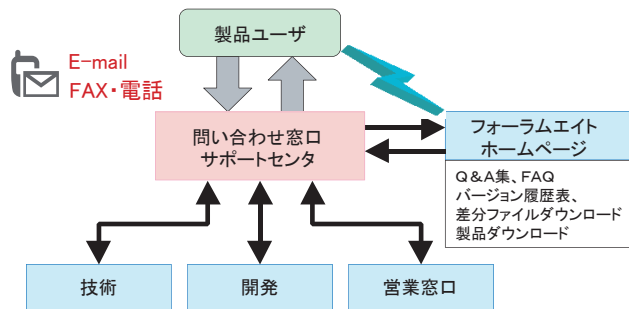 製品ユーザ
E-mail
FAX・電話
問い合わせ窓口
サポートセンタ
フォーラムエイト
ホームページ
Q&A集、FAQ
バージョン履歴表、
差分ファイルダウンロード
製品ダウンロード
技術
開発
営業窓口